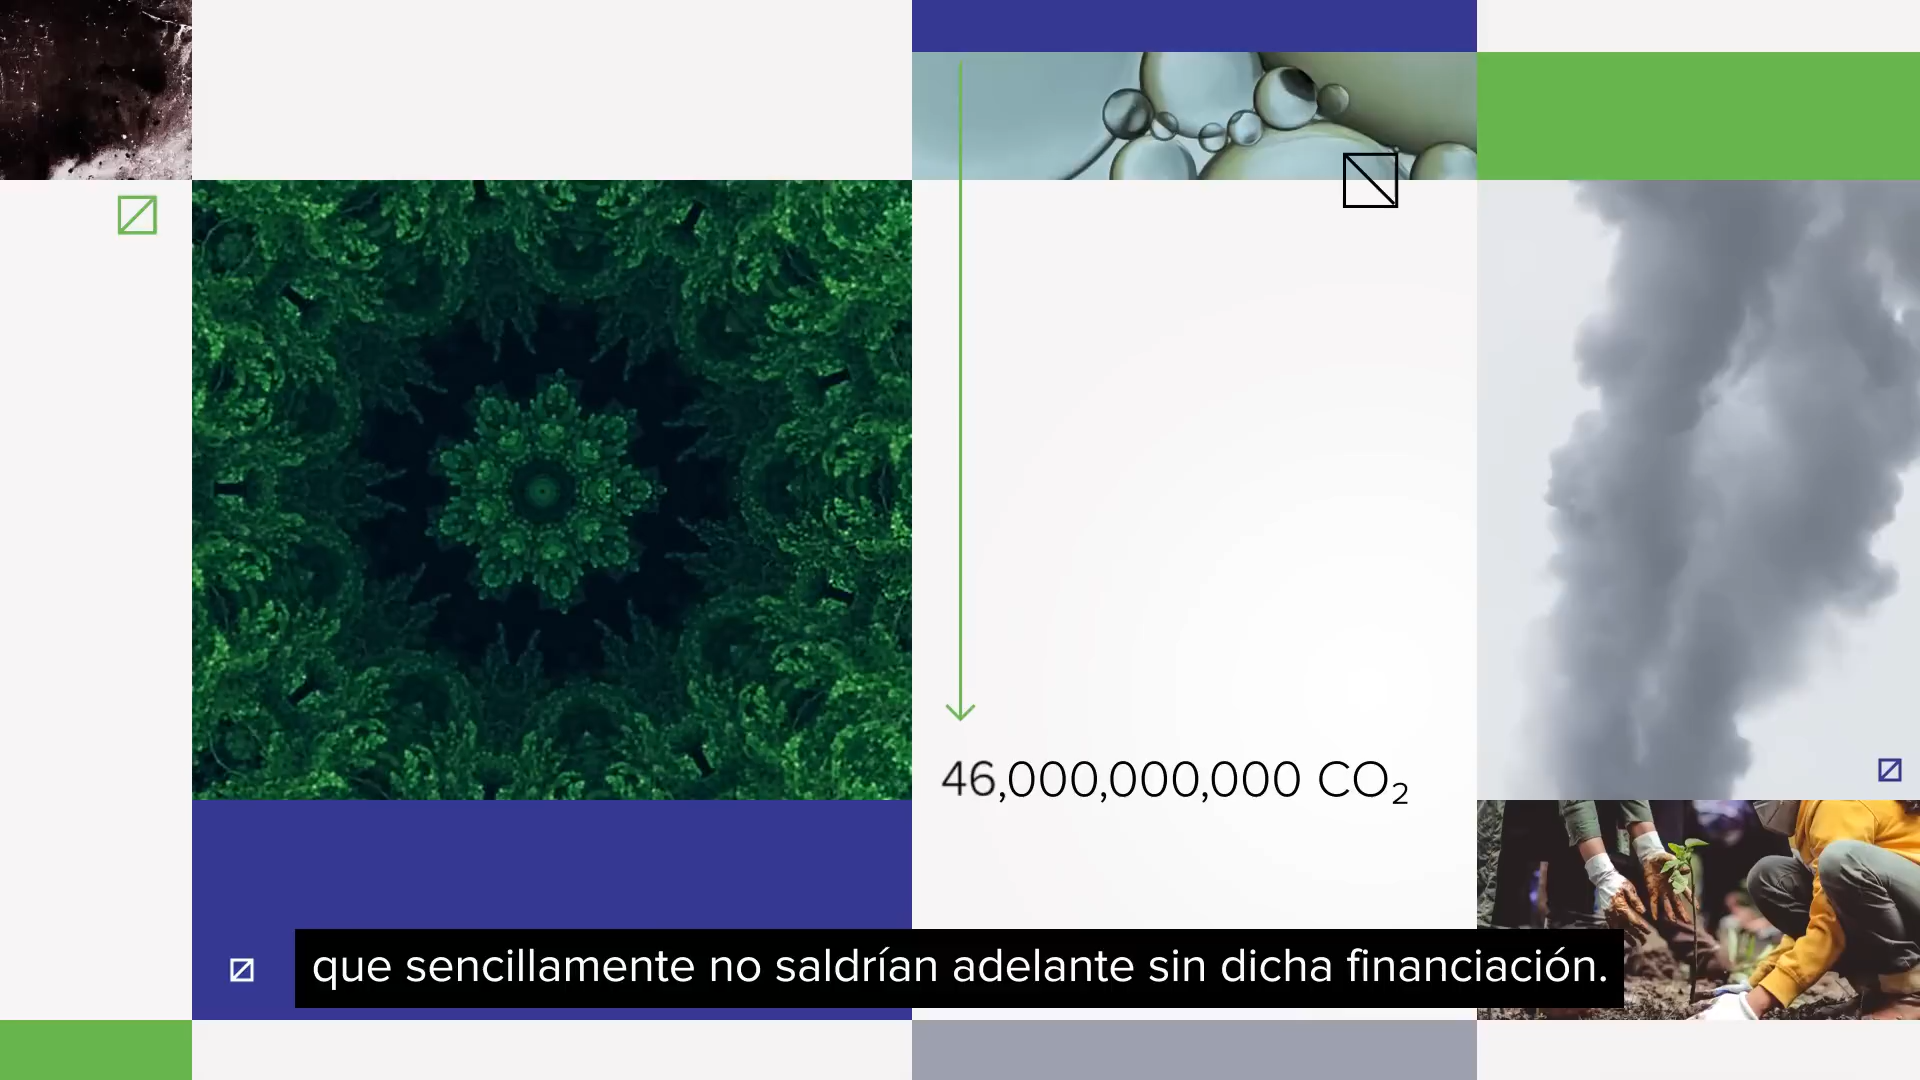 46,000,000,000 CO₂
que sencillamente no saldrían adelante sin dicha financiación.